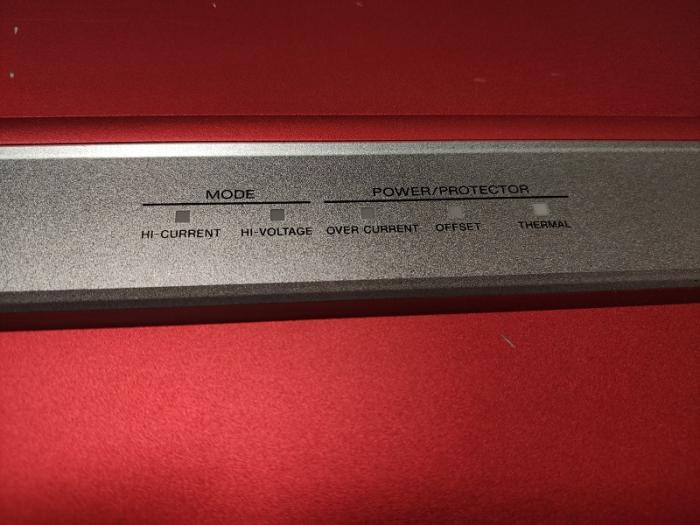 MODE POWER/PROTECTOR
HI-CURRENT HI-VOLTAGE OVER CURRENT OFFSET THERMAL